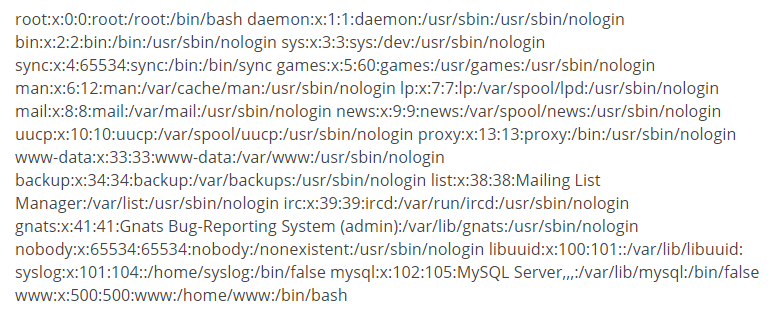 root:x:0:0:root:/root:/bin/bash daemon:x:1:1:daemon:/usr/sbin:/usr/sbin/nologin
bin:x:2:2:bin:/bin:/usr/sbin/nologin sys:x:3:3:sys:/dev:/usr/sbin/nologin
sync:x:4:65534:sync:/bin:/bin/sync games:x:5:60:games:/usr/games:/usr/sbin/nologin
man:x:6:12:man:/var/cache/man:/usr/sbin/nologin lp:x:7:7:lp:/var/spool/lpd:/usr/sbin/nologin
mail:x:8:8:mail:/var/mail:/usr/sbin/nologin news:x:9:9:news:/var/spool/news:/usr/sbin/nologin
uucp:x:10:10:uucp:/var/spool/uucp:/usr/sbin/nologin proxy:x:13:13:proxy:/bin:/usr/sbin/nologin
www-data:x:33:33:www-data:/var/www:/usr/sbin/nologin
backup:x:34:34:backup:/var/backups:/usr/sbin/nologin list:x:38:38:Mailing List
Manager:/var/list:/usr/sbin/nologin irc:x:39:39:ircd:/var/run/ircd:/usr/sbin/nologin
gnats:x:41:41:Gnats Bug-Reporting System (admin):/var/lib/gnats:/usr/sbin/nologin
nobody:x:65534:65534:nobody:/nonexistent:/usr/sbin/nologin libuuid:x:100:101::/var/lib/libuuid:
syslog:x:101:104::/home/syslog:/bin/false mysql:x:102:105:MySQL Server,,,:/var/lib/mysql:/bin/false
www:x:500:500:www:/home/www:/bin/bash